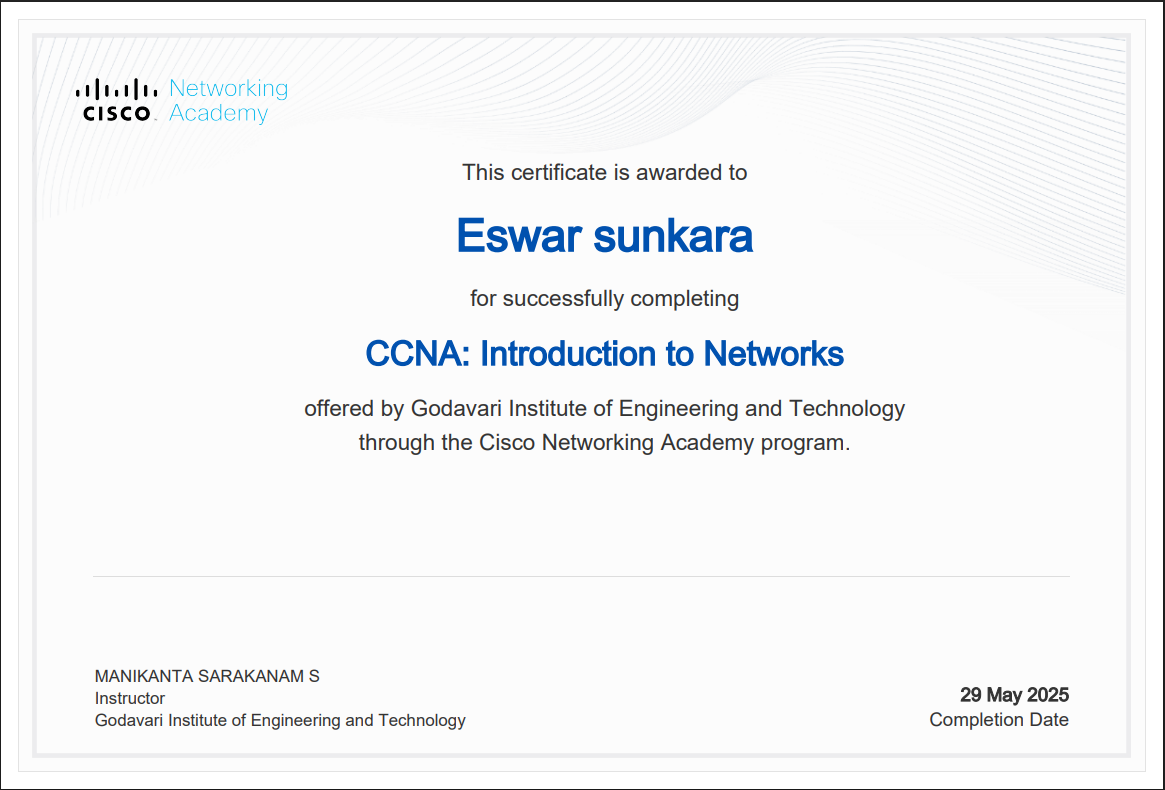 Networking
CISCO Academy
This certificate is awarded to
Eswar sunkara
for successfully completing
CCNA: Introduction to Networks
offered by Godavari Institute of Engineering and Technology
through the Cisco Networking Academy program.
MANIKANTA SARAKANAM S
Instructor
Godavari Institute of Engineering and Technology
29 May 2025
Completion Date